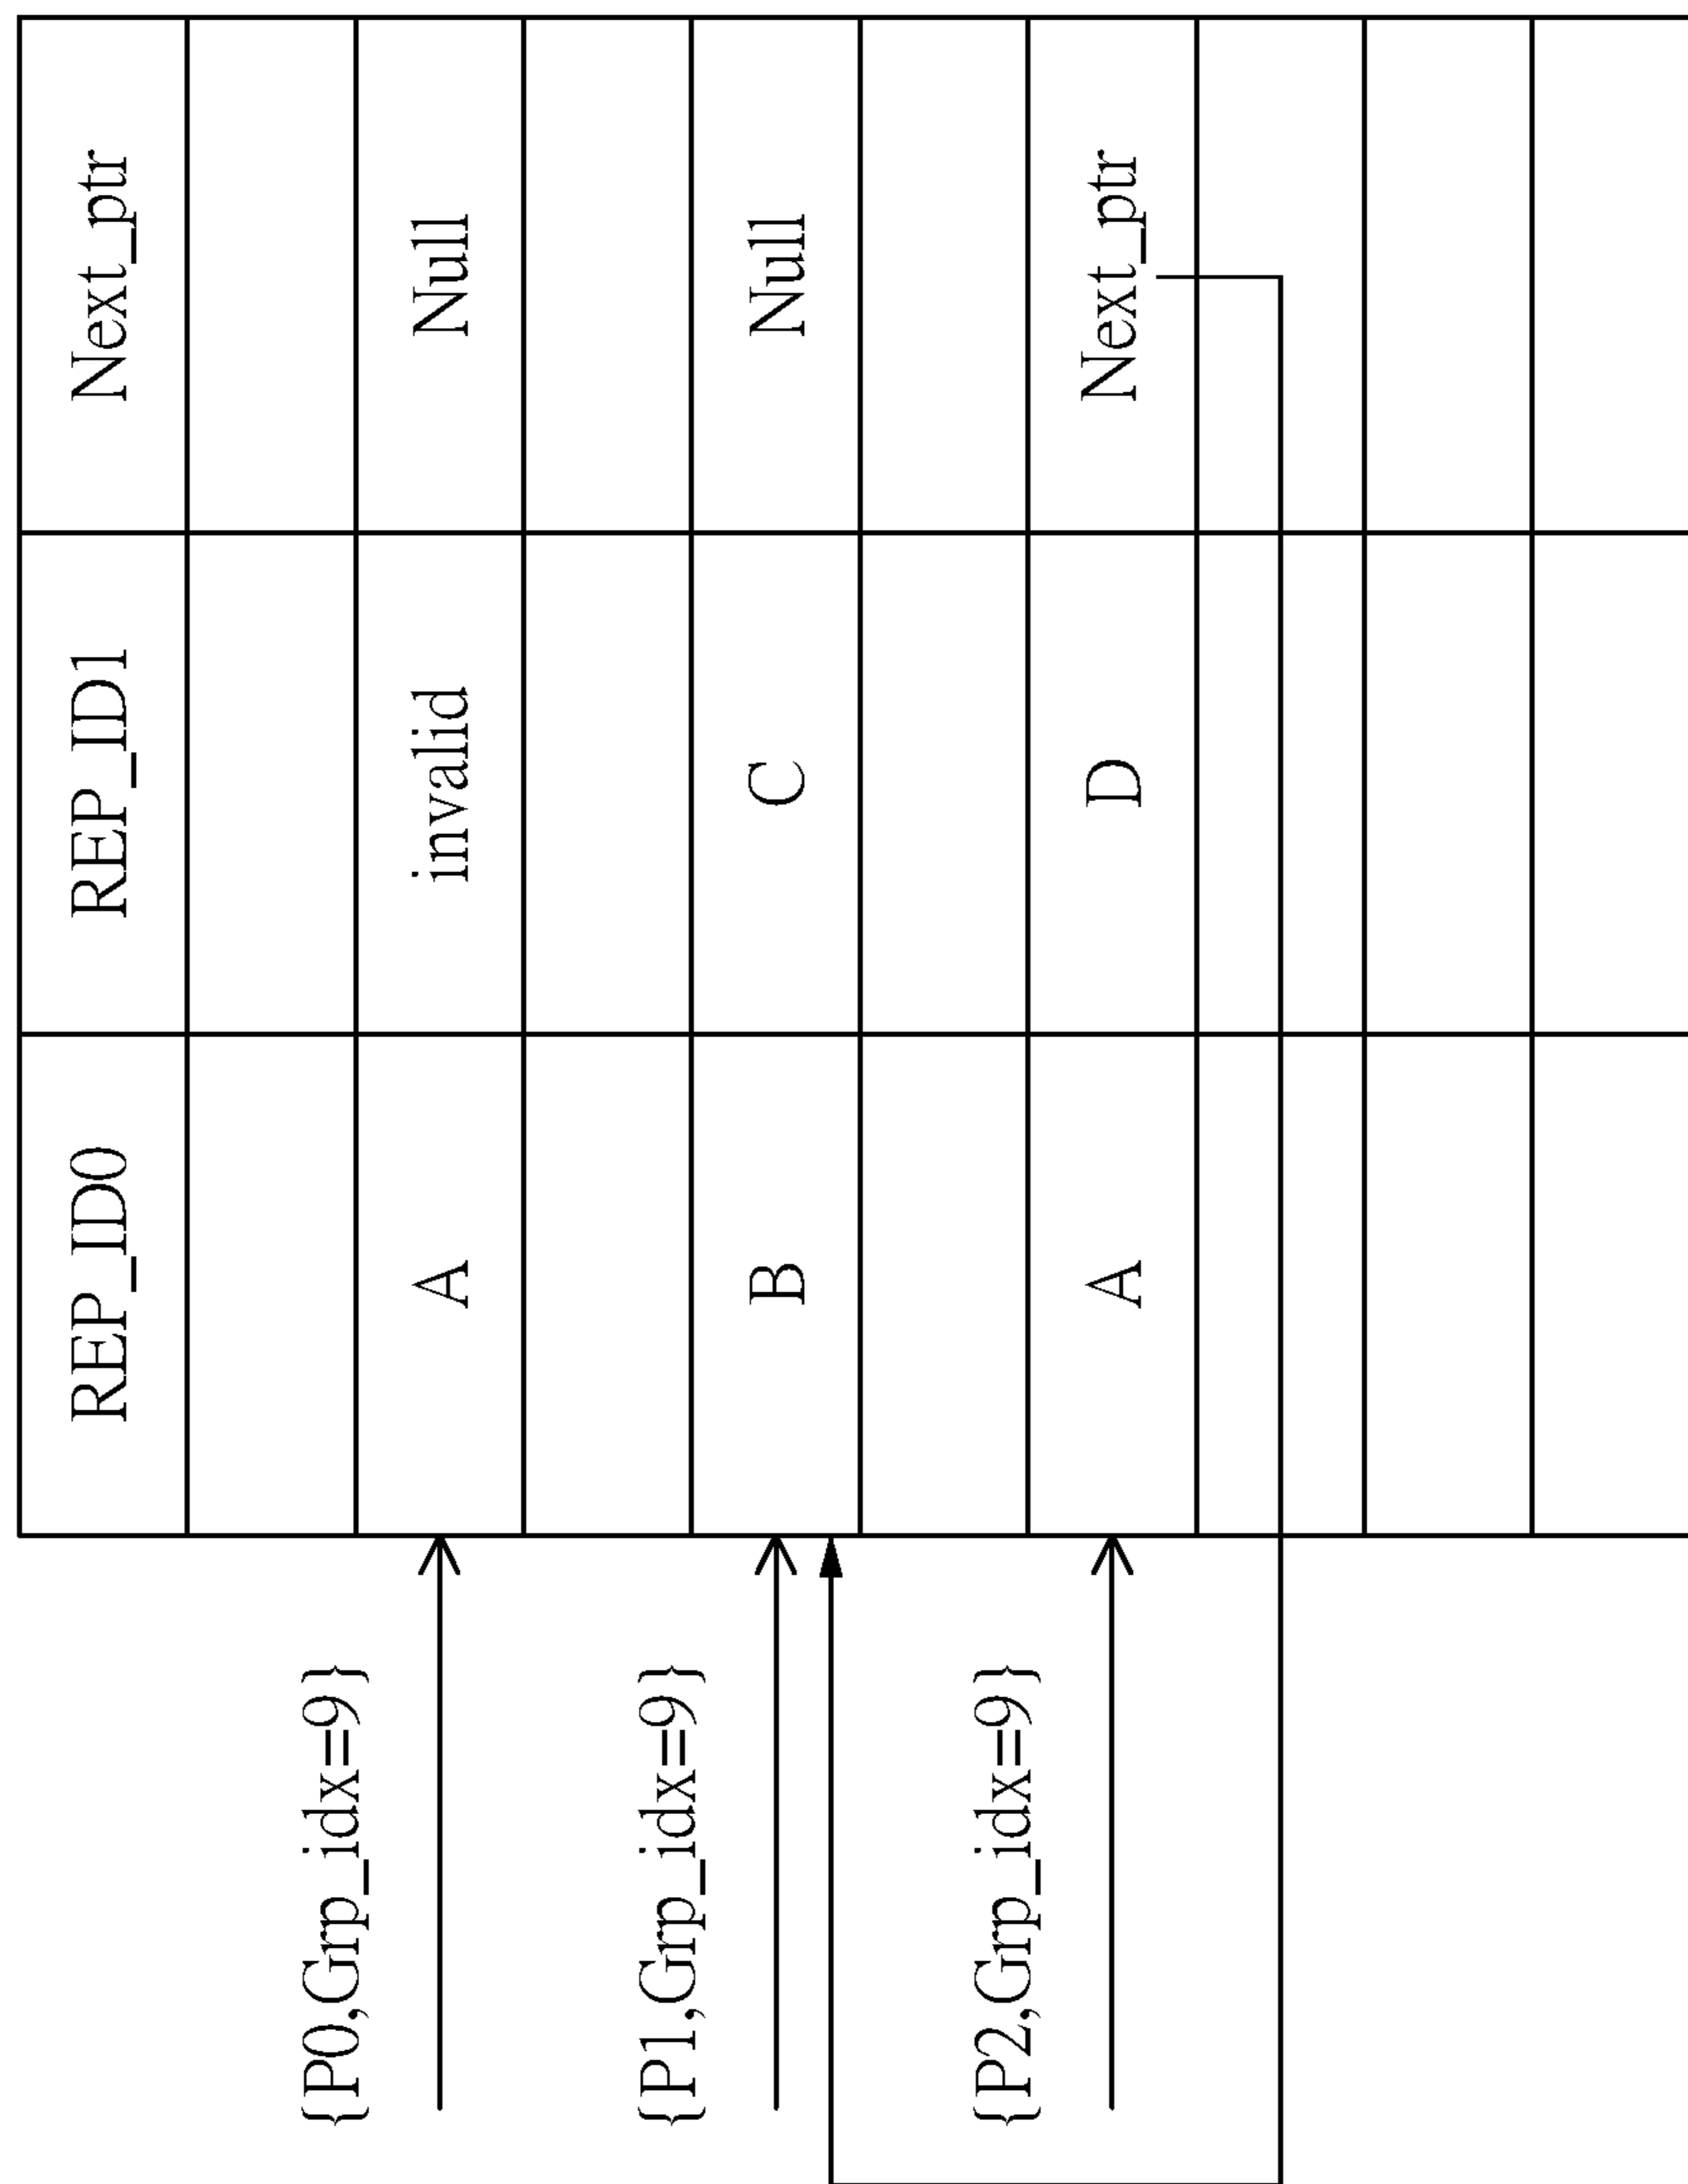 REP_ID0 REP_ID1 Next_ptr
{P0,Grp_idx=9} A invalid Null
{P1,Grp_idx=9} B C Null
{P2,Grp_idx=9} A D Next_ptr